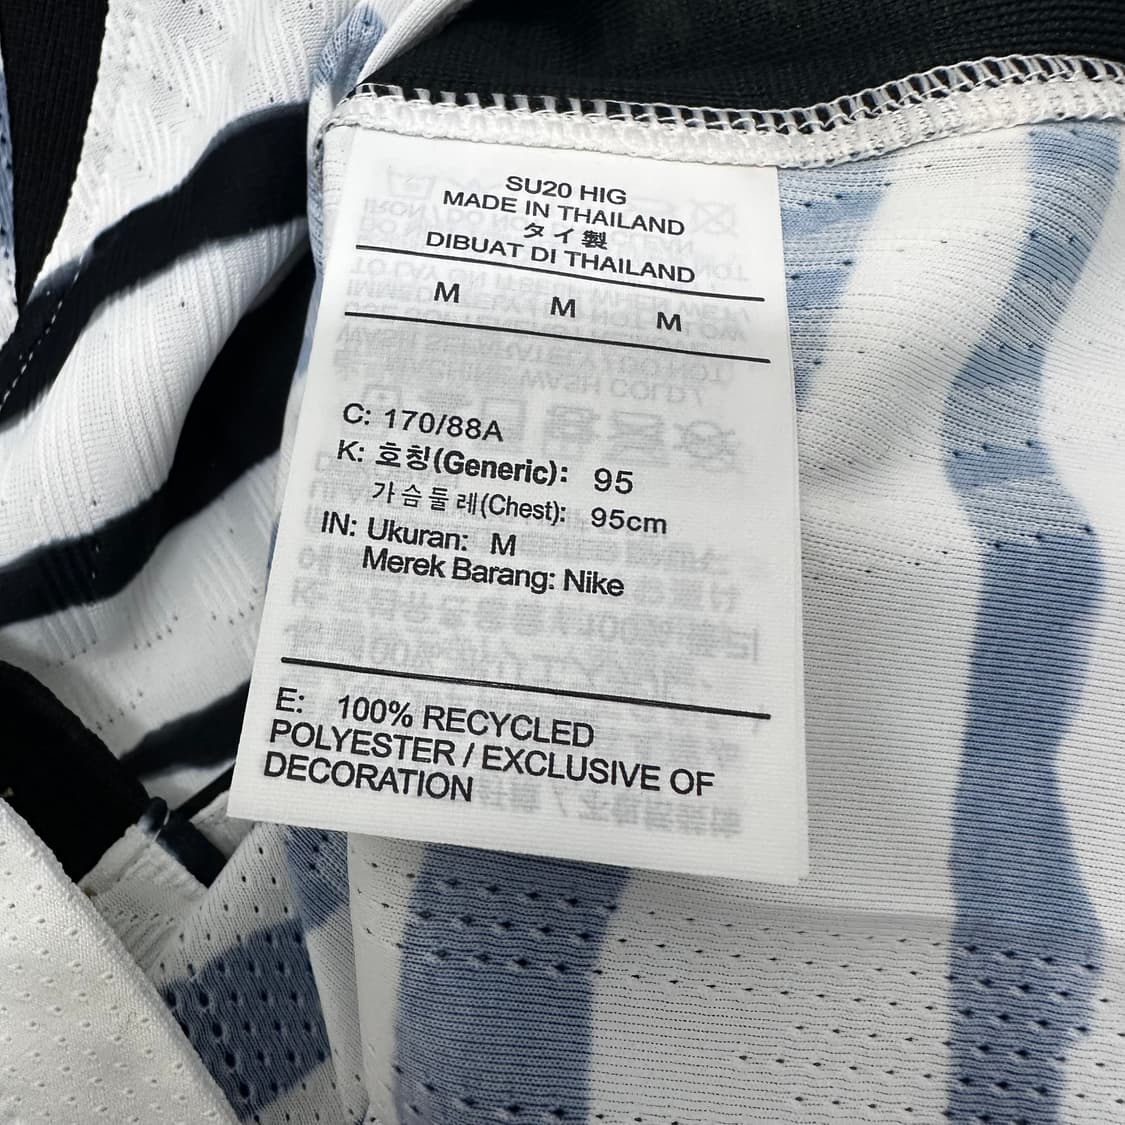 SU20 HIG
MADE IN THAILAND
タイ製
DIBUAT DI THAILAND
M M M
C: 170/88A
K: 호칭(Generic): 95
가슴둘레(Chest): 95cm
IN: Ukuran: M
Merek Barang: Nike
E: 100% RECYCLED
POLYESTER / EXCLUSIVE OF
DECORATION